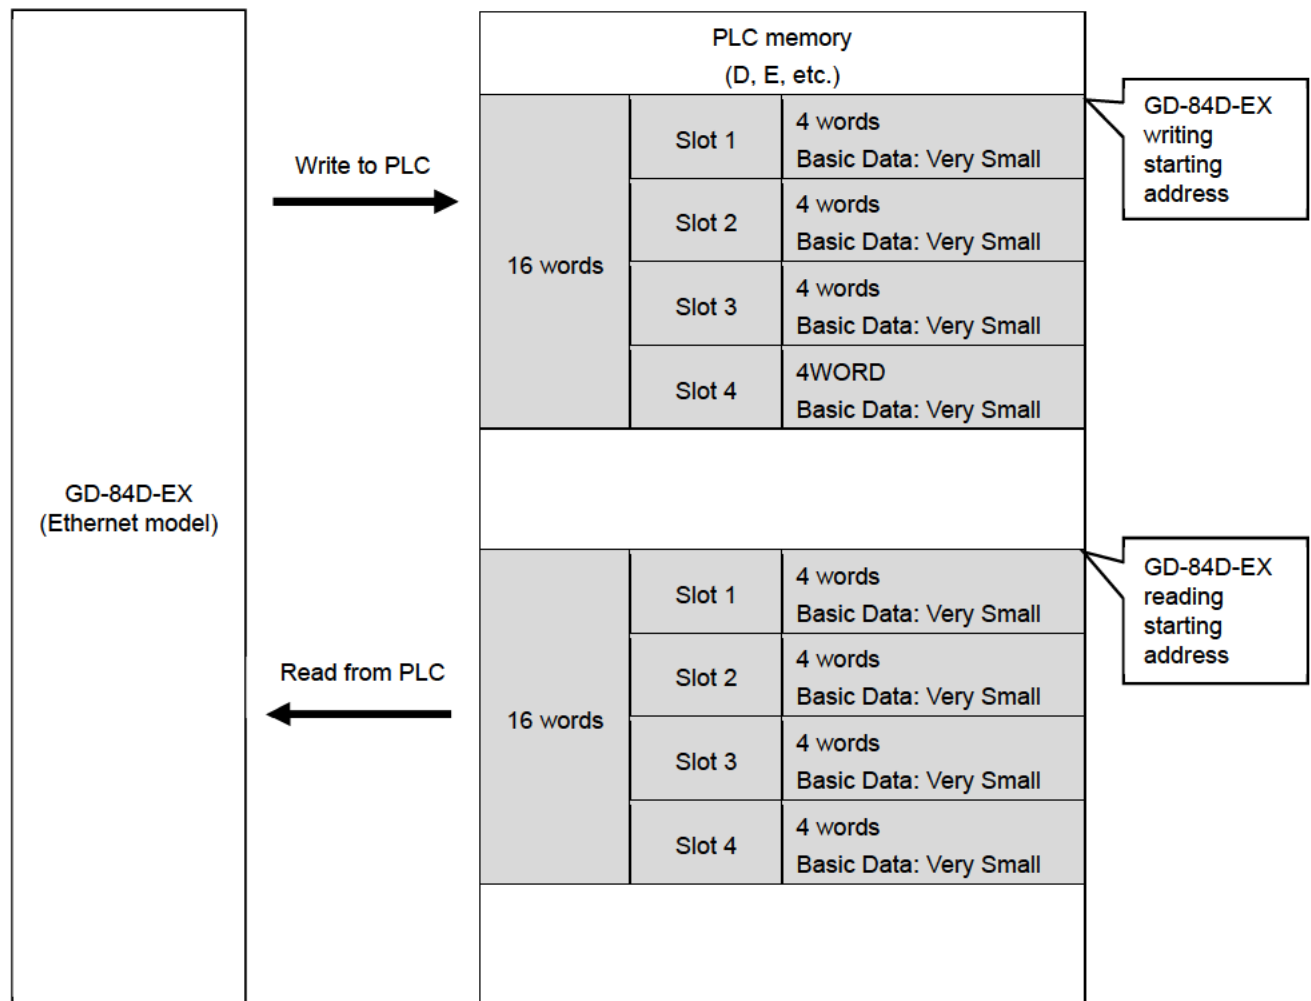 PLC memory
(D, E, etc.)
GD-84D-EX
(Ethernet model)
Write to PLC
16 words
Slot 1
4 words
Basic Data: Very Small
Slot 2
4 words
Basic Data: Very Small
Slot 3
4 words
Basic Data: Very Small
Slot 4
4WORD
Basic Data: Very Small
GD-84D-EX
writing
starting
address
Read from PLC
16 words
Slot 1
4 words
Basic Data: Very Small
Slot 2
4 words
Basic Data: Very Small
Slot 3
4 words
Basic Data: Very Small
Slot 4
4 words
Basic Data: Very Small
GD-84D-EX
reading
starting
address